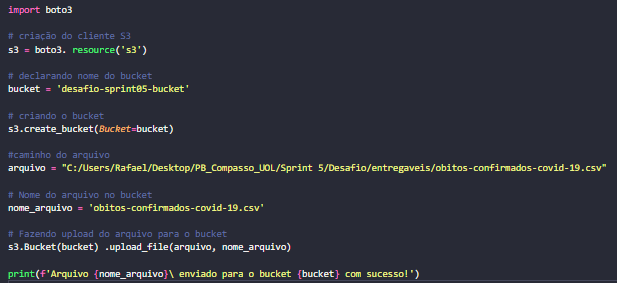 import boto3
# criação do cliente S3
s3 = boto3. resource('s3')
# declarando nome do bucket
bucket = 'desafio-sprint05-bucket'
# criando o bucket
s3.create_bucket(Bucket=bucket)
#caminho do arquivo
arquivo = "C:/Users/Rafael/Desktop/PB_Compasso_UOL/Sprint 5/Desafio/entregaveis/obitos-confirmados-covid-19.csv"
# Nome do arquivo no bucket
nome_arquivo = 'obitos-confirmados-covid-19.csv'
# Fazendo upload do arquivo para o bucket
s3.Bucket(bucket) .upload_file(arquivo, nome_arquivo)
print(f'Arquivo {nome_arquivo}\ enviado para o bucket {bucket} com sucesso!')